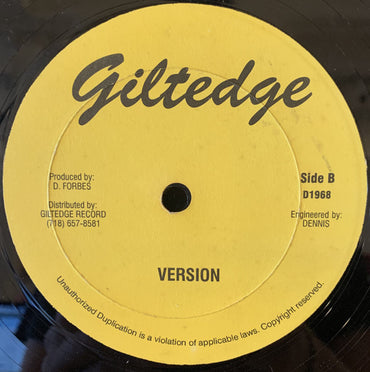 Giltedge
Produced by:
D. FORBES
Distributed by:
GILTEDGE RECORD
(718) 657-8581
Side B
D1968
Engineered by:
DENNIS
VERSION
Unauthorized Duplication is a violation of applicable laws. Copyright reserved.